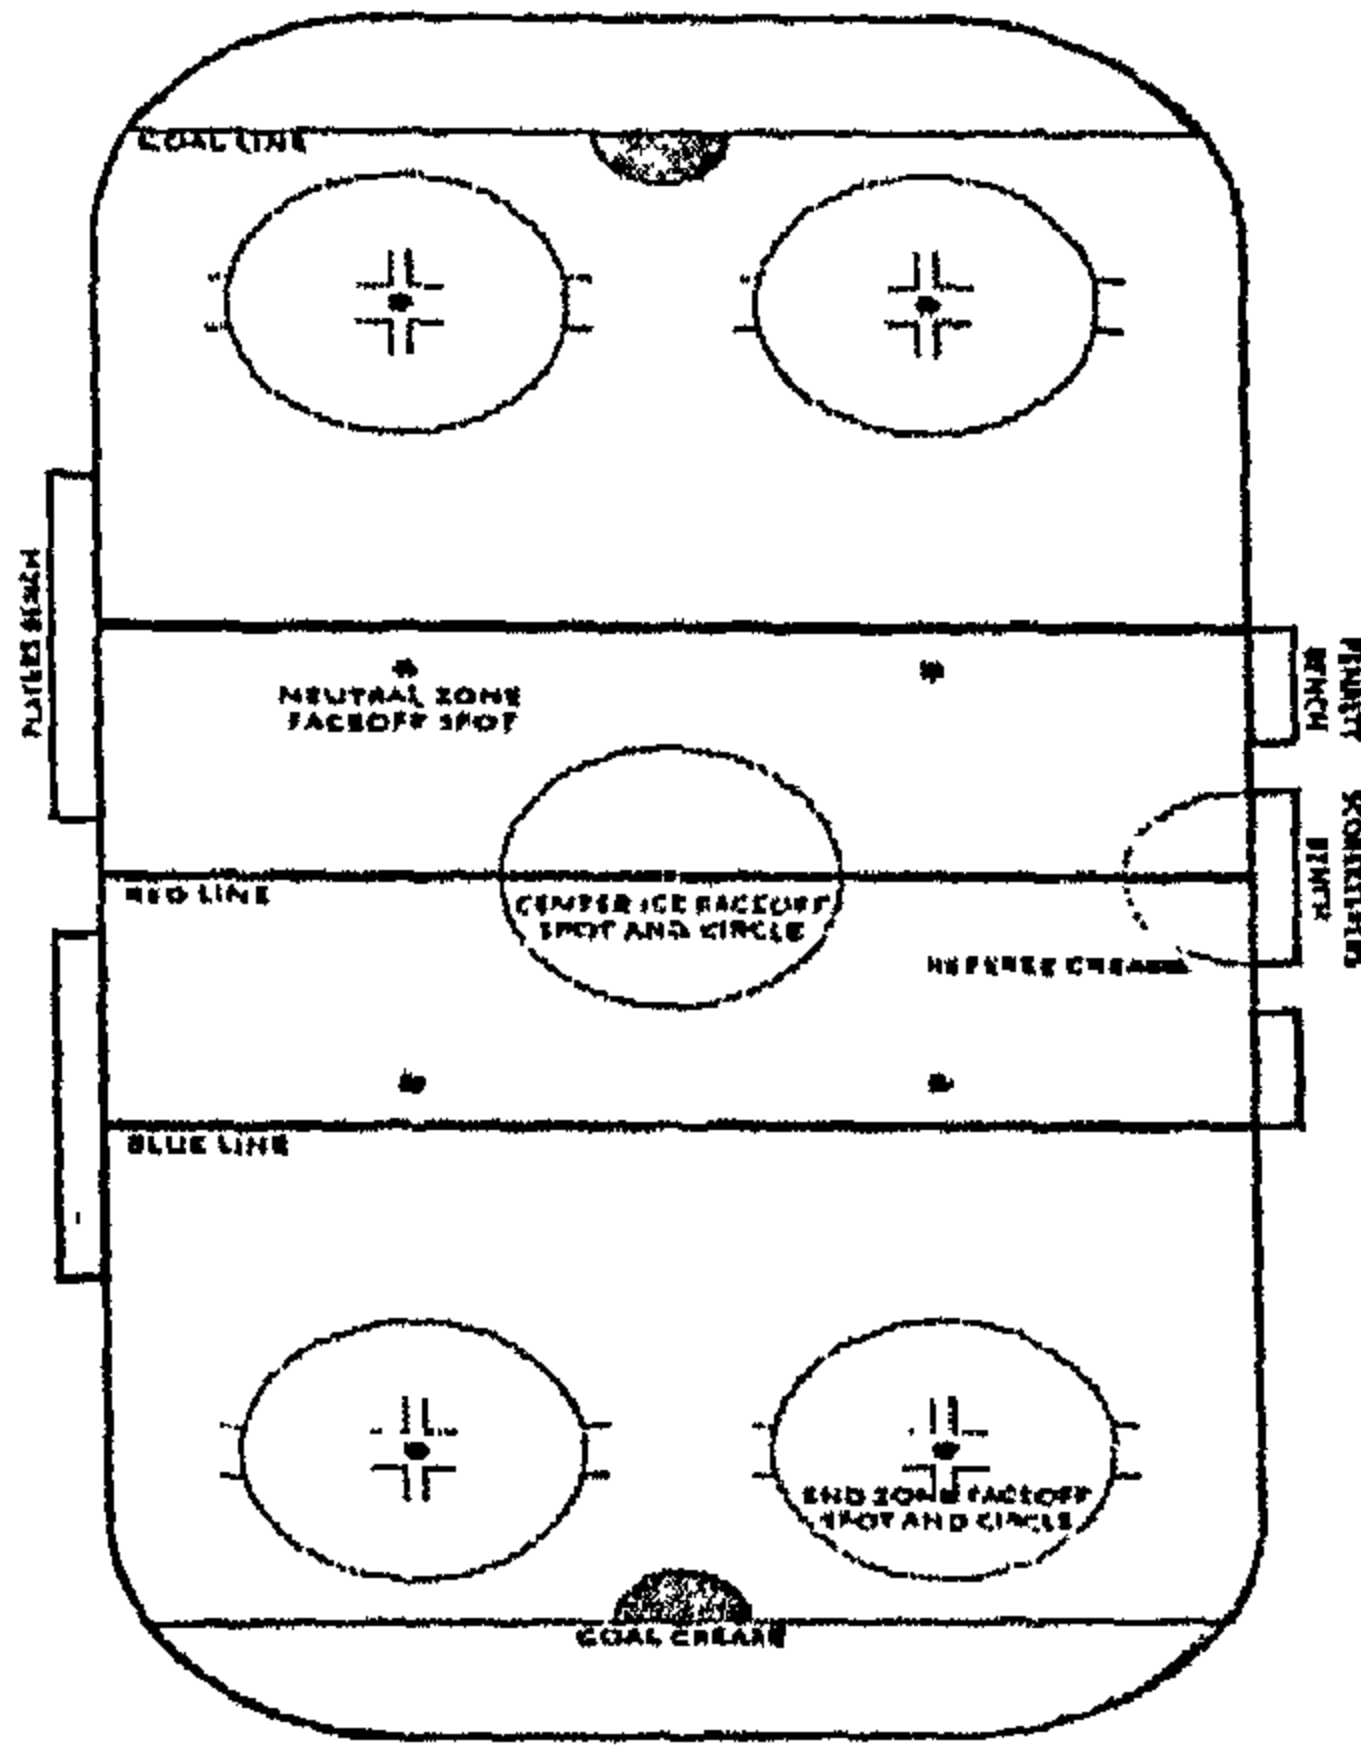 GOAL LINE
PLAYERS BENCH
PENALTY
BENCH
NEUTRAL ZONE
FACEOFF SPOT
SCORERS
BENCH
RED LINE
CENTER ICE FACEOFF
SPOT AND CIRCLE
REFEREE CREASE
BLUE LINE
END ZONE FACEOFF
SPOT AND CIRCLE
GOAL CREASE